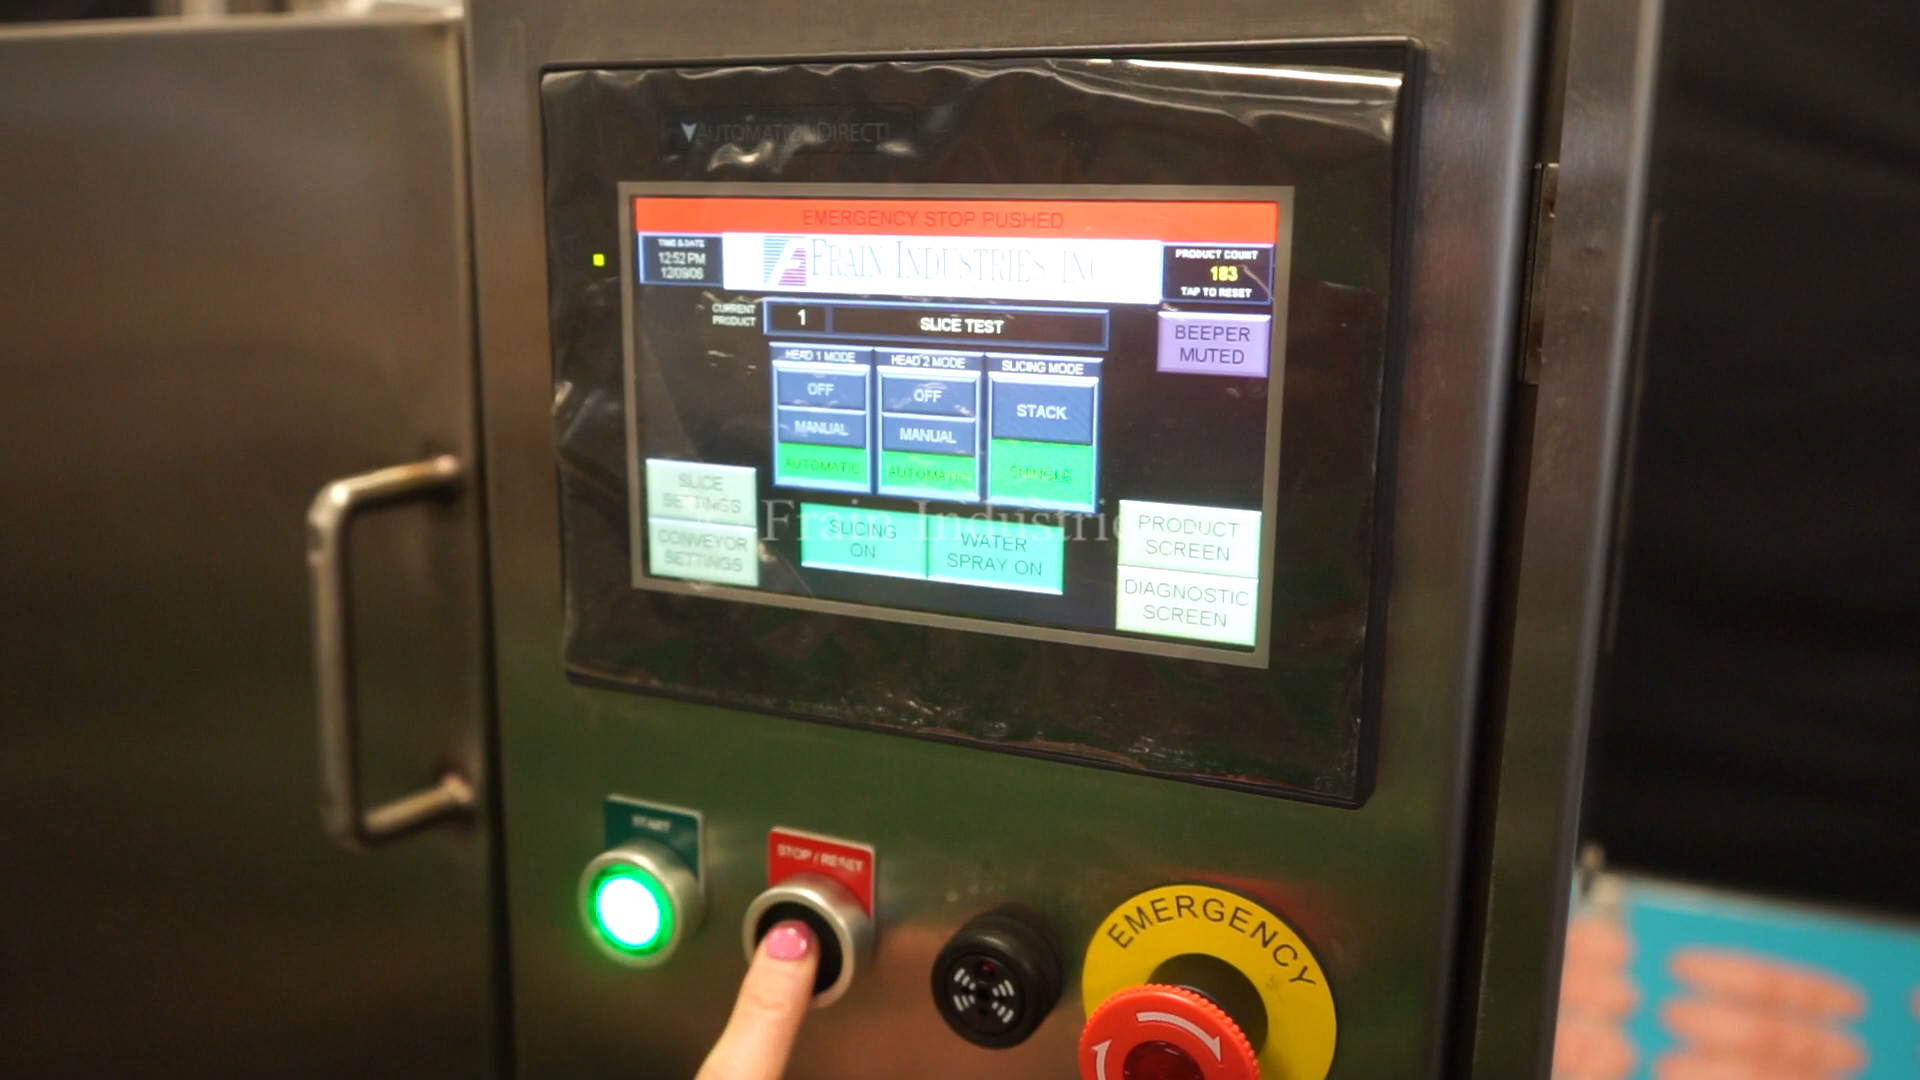 AUTOMATIONDIRECT
EMERGENCY STOP PUSHED
TIME & DATE
12:52 PM
12/09/06
FRAIN INDUSTRIES, INC
PRODUCT COUNT
183
TAP TO RESET
CURRENT
PRODUCT
1
SLICE TEST
BEEPER
MUTED
HEAD 1 MODE
OFF
MANUAL
AUTOMATIC
HEAD 2 MODE
OFF
MANUAL
AUTOMATIC
SLICING MODE
STACK
SHINGLE
SLICE
SETTINGS
CONVEYOR
SETTINGS
Frain Industrie
SLICING
ON
WATER
SPRAY ON
PRODUCT
SCREEN
DIAGNOSTIC
SCREEN
START
STOP / RESET
EMERGENCY